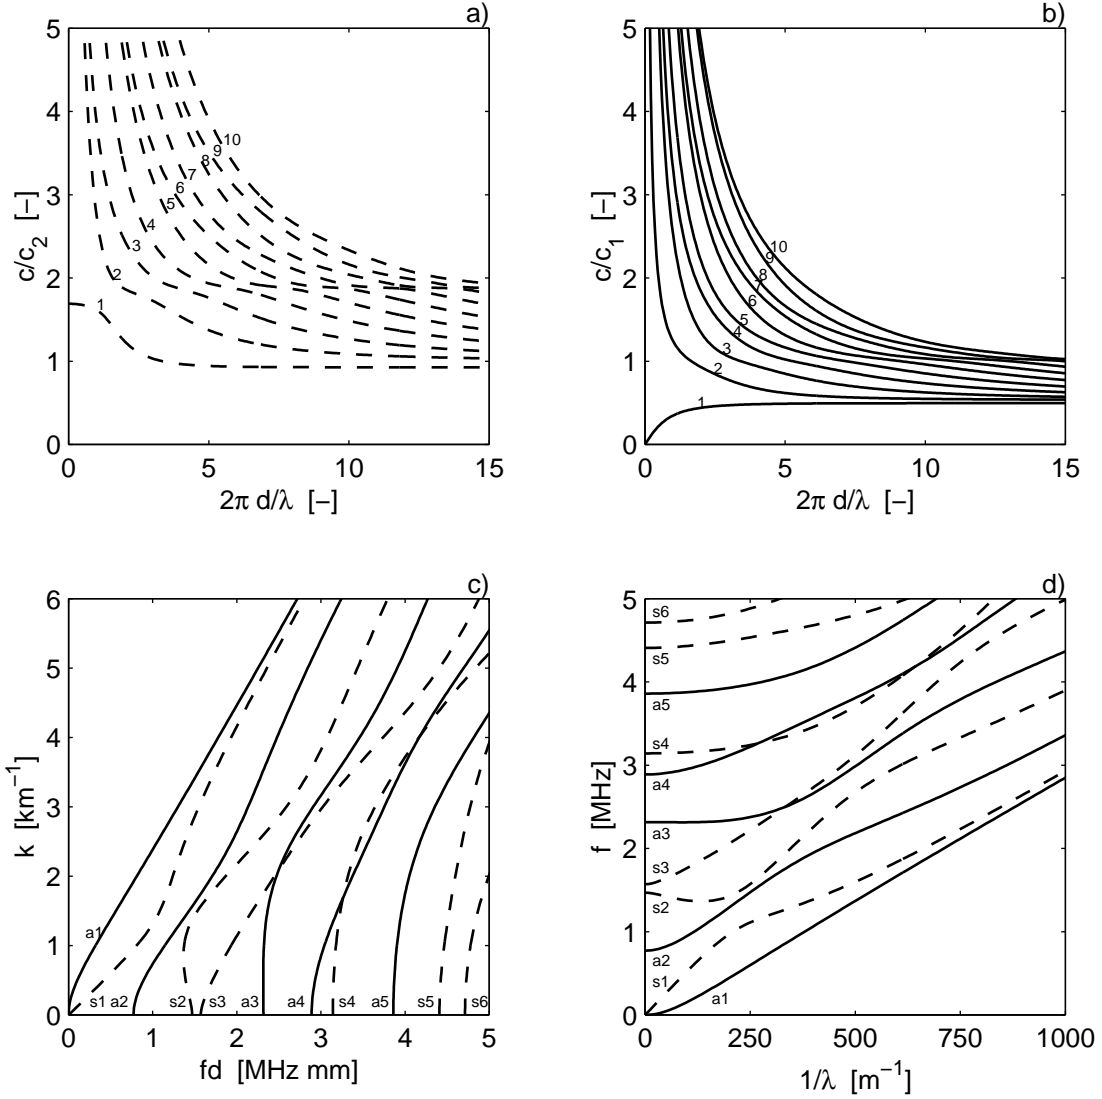 a)
5
4
3
2
1
0
0 5 10 15
c/c2 [–]
2π d/λ [–]
1
2
3
4
5
6
7
8
9
10
b)
5
4
3
2
1
0
0 5 10 15
c/c1 [–]
2π d/λ [–]
1
2
3
4
5
6
7
8
9
10
c)
6
5
4
3
2
1
0
0 1 2 3 4 5
k [km−1]
fd [MHz mm]
a1
s1 a2 s2 s3 a3 a4 s4 a5 s5 s6
d)
5
4
3
2
1
0
0 250 500 750 1000
f [MHz]
1/λ [m−1]
s6
s5
a5
s4
a4
a3
s3
s2
a2
s1
a1